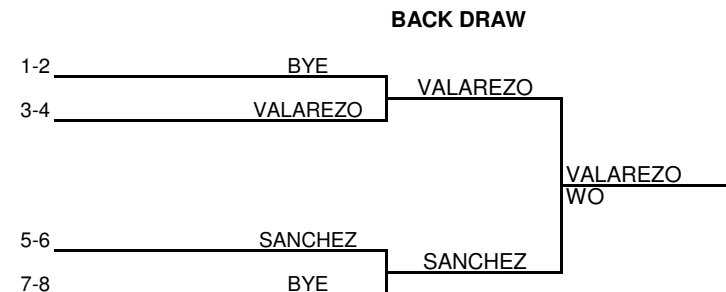 BACK DRAW
1-2 BYE
VALAREZO
3-4 VALAREZO
VALAREZO
WO
5-6 SANCHEZ
SANCHEZ
7-8 BYE